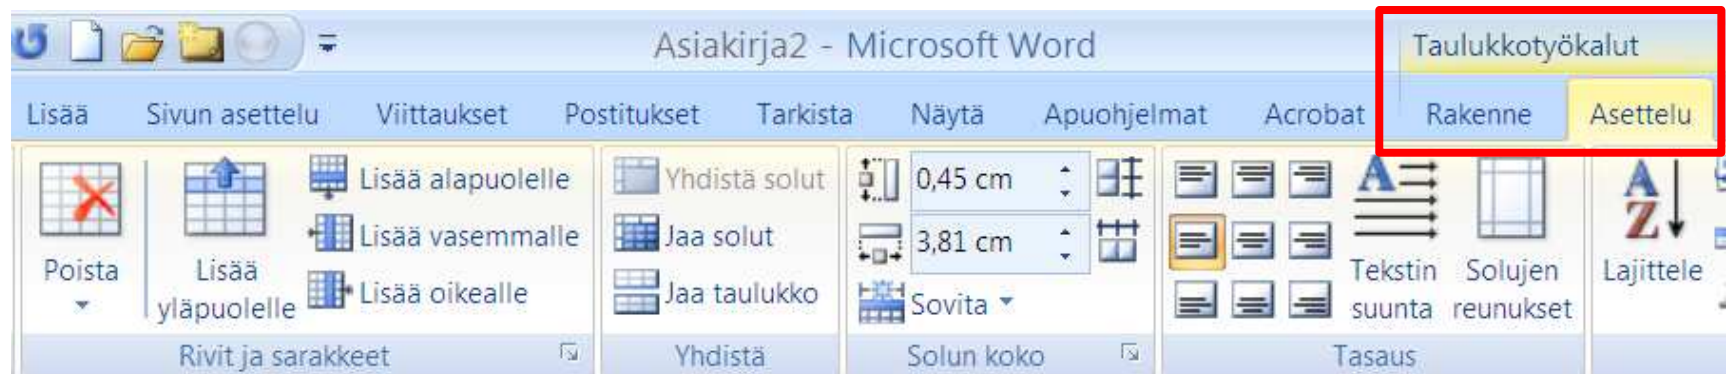 Asiakirja2 - Microsoft Word
Taulukkotyökalut
Lisää Sivun asettelu Viittaukset Postitukset Tarkista Näytä Apuohjelmat Acrobat Rakenne Asettelu
Poista
Lisää
yläpuolelle
Lisää alapuolelle
Lisää vasemmalle
Lisää oikealle
Rivit ja sarakkeet
Yhdistä solut
Jaa solut
Jaa taulukko
Yhdistä
0,45 cm
3,81 cm
Sovita
Solun koko
Tekstin
suunta
Solujen
reunukset
Tasaus
A
Z
Lajittele